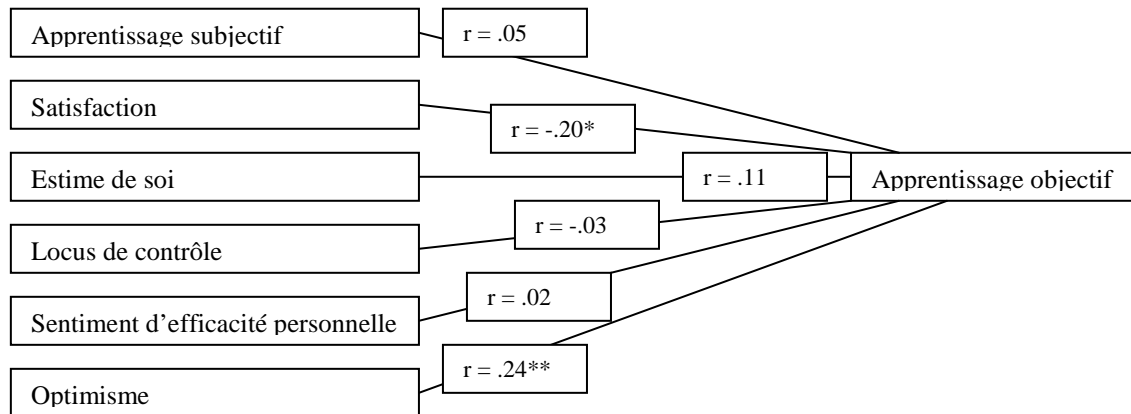 Apprentissage subjectif
r = .05
Satisfaction
r = -.20*
Estime de soi
r = .11
Apprentissage objectif
Locus de contrôle
r = -.03
Sentiment d’efficacité personnelle
r = .02
Optimisme
r = .24**